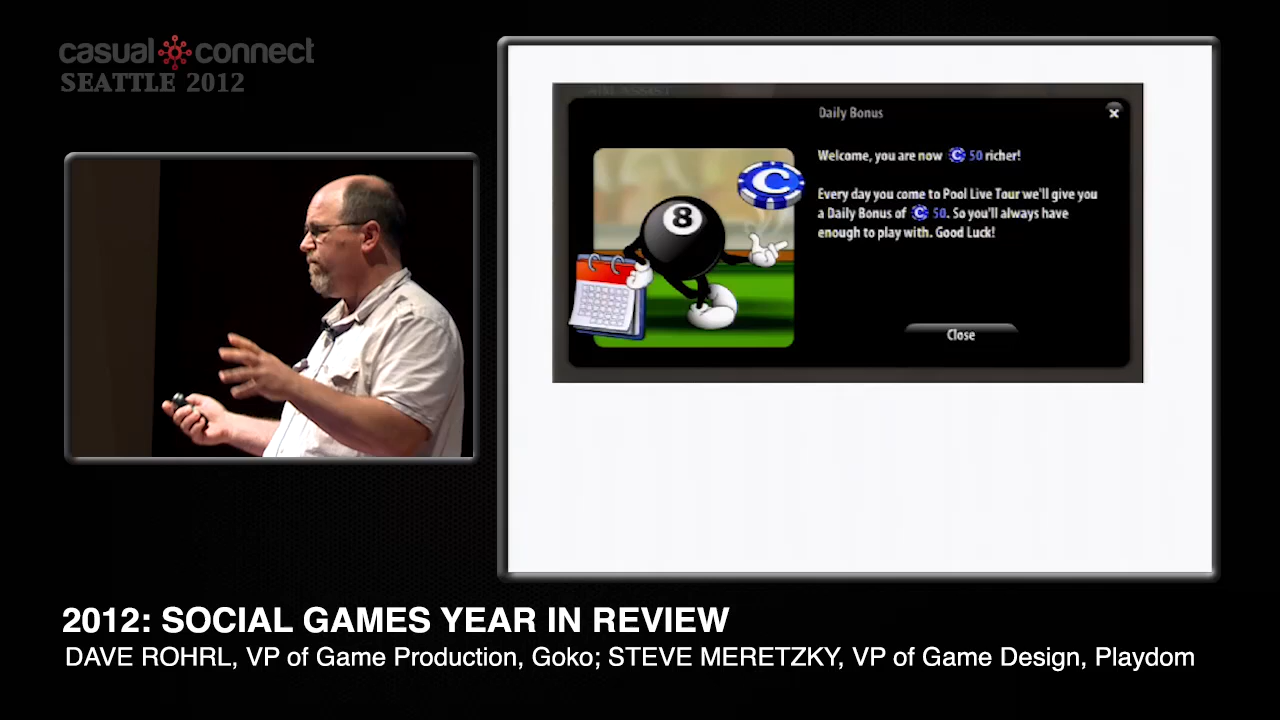 casual connect
SEATTLE 2012
Daily Bonus
Welcome, you are now C 50 richer!
Every day you come to Pool Live Tour we'll give you
a Daily Bonus of C 50. So you'll always have
enough to play with. Good Luck!
C
8
Close
2012: SOCIAL GAMES YEAR IN REVIEW
DAVE ROHRL, VP of Game Production, Goko; STEVE MERETZKY, VP of Game Design, Playdom